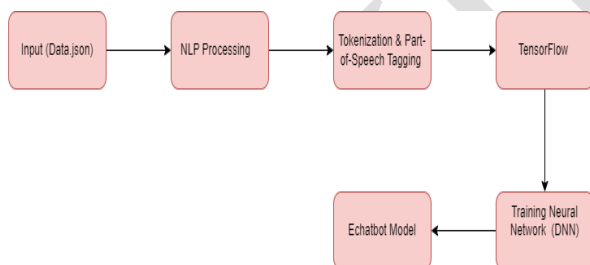 Input (Data.json)
NLP Processing
Tokenization & Part-
of-Speech Tagging
TensorFlow
Training Neural
Network (DNN)
Echatbot Model